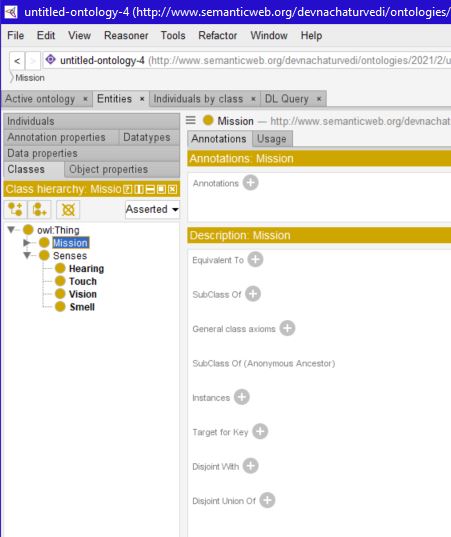 untitled-ontology-4 (http://www.semanticweb.org/devnachaturvedi/ontologies/
File Edit View Reasoner Tools Refactor Window Help
< > untitled-ontology-4 (http://www.semanticweb.org/devnachaturvedi/ontologies/2021/2/u
Mission
Active ontology × Entities × Individuals by class × DL Query ×
Individuals
Annotation properties Datatypes
Data properties
Classes Object properties
Class hierarchy: Missio
Asserted
owl:Thing
Mission
Senses
Hearing
Touch
Vision
Smell
Mission — http://www.semanticweb.org/devnachat
Annotations Usage
Annotations: Mission
Annotations
Description: Mission
Equivalent To
SubClass Of
General class axioms
SubClass Of (Anonymous Ancestor)
Instances
Target for Key
Disjoint With
Disjoint Union Of